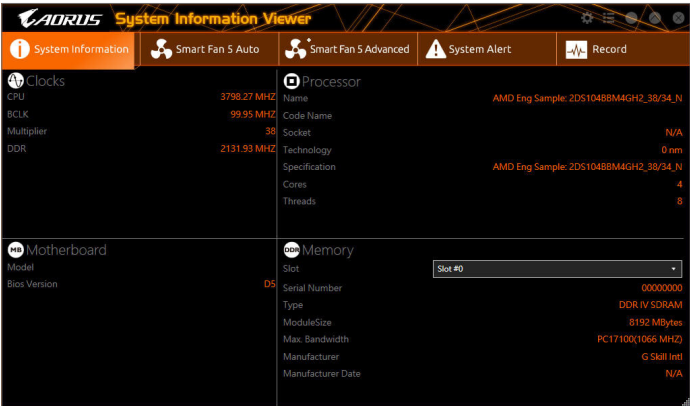 AORUS System Information Viewer
System Information
Smart Fan 5 Auto
Smart Fan 5 Advanced
System Alert
Record
Clocks
CPU 3798.27 MHZ
BCLK 99.95 MHZ
Multiplier 38
DDR 2131.93 MHZ
Processor
Name AMD Eng Sample: 2DS104BBM4GH2_38/34_N
Code Name
Socket N/A
Technology 0 nm
Specification AMD Eng Sample: 2DS104BBM4GH2_38/34_N
Cores 4
Threads 8
MB Motherboard
Model
Bios Version D5
DDR Memory
Slot Slot #0
Serial Number 00000000
Type DDR IV SDRAM
ModuleSize 8192 MBytes
Max. Bandwidth PC17100(1066 MHZ)
Manufacturer G Skill Intl
Manufacturer Date N/A